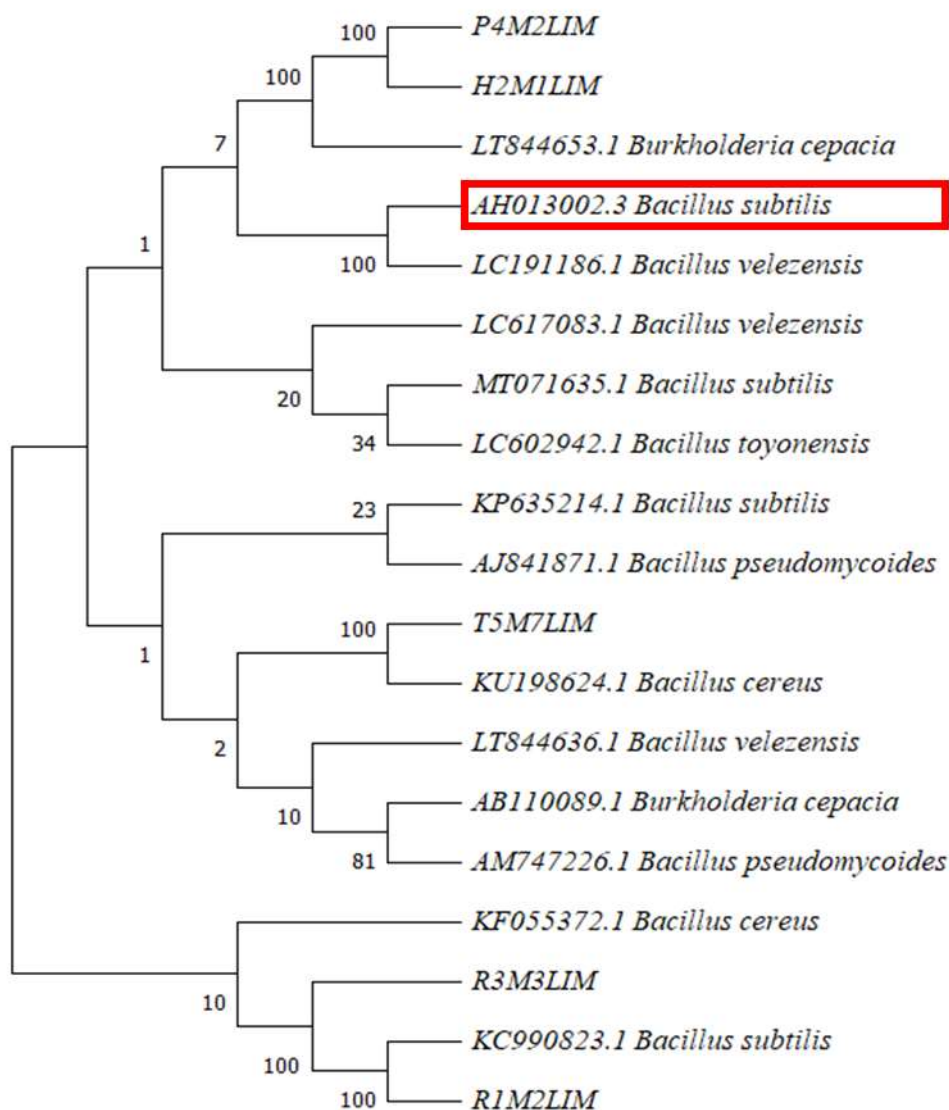 100
P4M2LIM
100
H2M1LIM
7
LT844653.1 Burkholderia cepacia
AH013002.3 Bacillus subtilis
1
100
LC191186.1 Bacillus velezensis
LC617083.1 Bacillus velezensis
20
MT071635.1 Bacillus subtilis
34
LC602942.1 Bacillus toyonensis
23
KP635214.1 Bacillus subtilis
AJ841871.1 Bacillus pseudomycoides
1
100
T5M7LIM
KU198624.1 Bacillus cereus
2
LT844636.1 Bacillus velezensis
10
AB110089.1 Burkholderia cepacia
81
AM747226.1 Bacillus pseudomycoides
KF055372.1 Bacillus cereus
10
R3M3LIM
100
KC990823.1 Bacillus subtilis
100
R1M2LIM